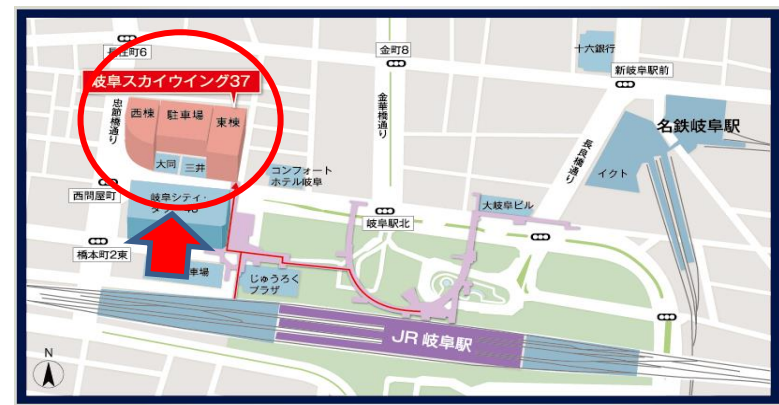 金町8
十六銀行
新岐阜駅前
岐阜スカイウイング37
忠節橋通り
西棟
駐車場
東棟
金華橋通り
長良橋通り
名鉄岐阜駅
大同
三井
コンフォート
ホテル岐阜
イクト
西問屋町
岐阜シティ・
大岐阜ビル
岐阜駅北
橋本町2東
車場
じゅうろく
プラザ
JR 岐阜駅
N